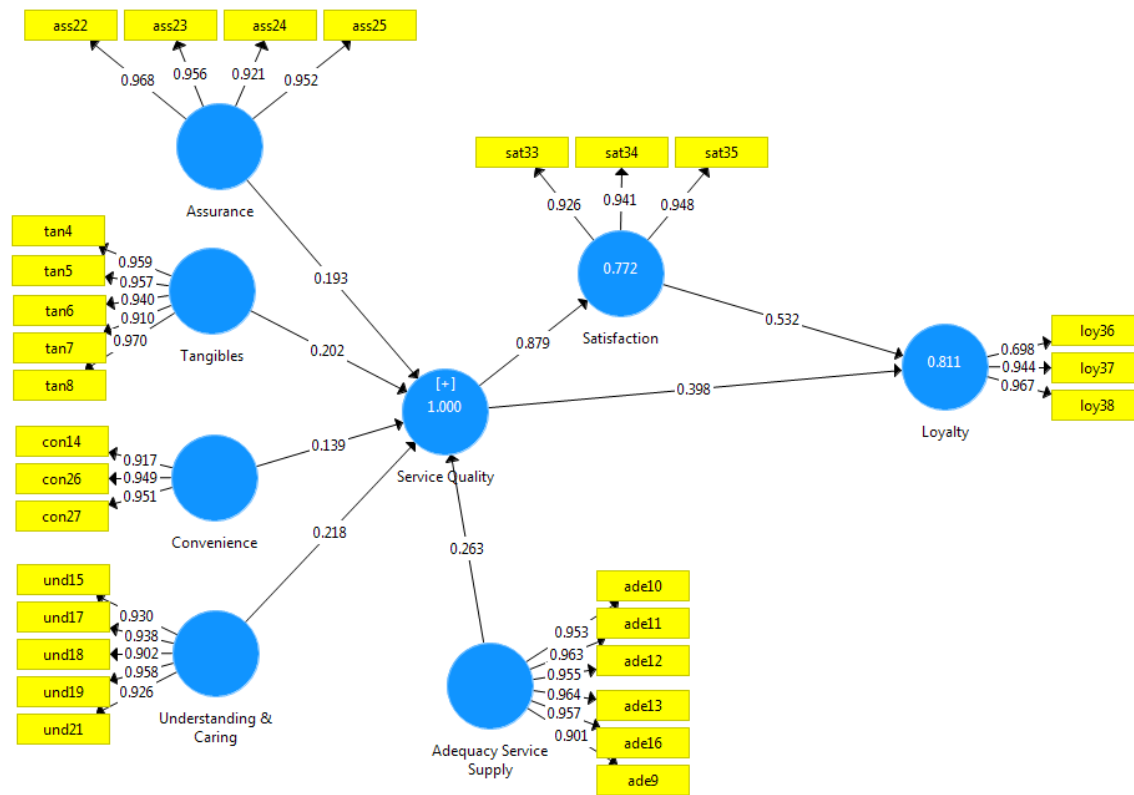 ass22 ass23 ass24 ass25
0.968 0.956 0.921 0.952
Assurance
tan4
tan5
tan6
tan7
tan8
0.959
0.957
0.940
0.910
0.970
Tangibles
0.193
0.202
con14
con26
con27
0.917
0.949
0.951
Convenience
0.139
und15
und17
und18
und19
und21
0.930
0.938
0.902
0.958
0.926
Understanding &
Caring
0.218
[+]
1.000
Service Quality
0.263
Adequacy Service
Supply
0.953
0.963
0.955
0.964
0.957
0.901
ade10
ade11
ade12
ade13
ade16
ade9
sat33 sat34 sat35
0.926 0.941 0.948
0.772
Satisfaction
0.879
0.532
0.398
0.811
Loyalty
0.698
0.944
0.967
loy36
loy37
loy38